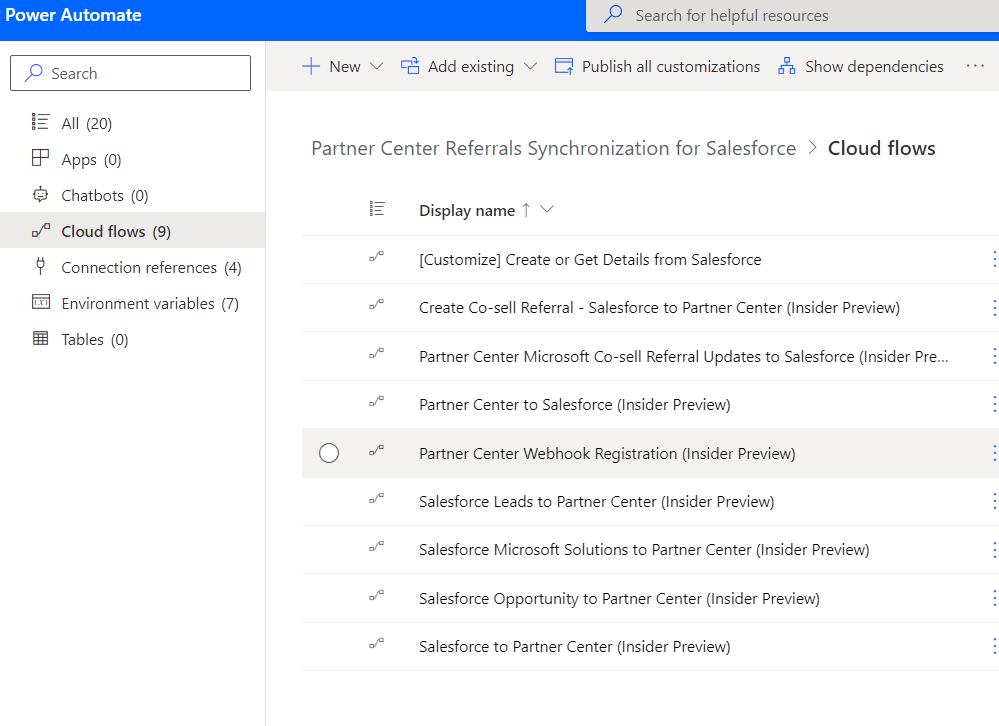 Power Automate
Search for helpful resources
Search
New
Add existing
Publish all customizations
Show dependencies
All (20)
Apps (0)
Chatbots (0)
Cloud flows (9)
Connection references (4)
Environment variables (7)
Tables (0)
Partner Center Referrals Synchronization for Salesforce > Cloud flows
Display name ↑
[Customize] Create or Get Details from Salesforce
Create Co-sell Referral - Salesforce to Partner Center (Insider Preview)
Partner Center Microsoft Co-sell Referral Updates to Salesforce (Insider Pre...
Partner Center to Salesforce (Insider Preview)
Partner Center Webhook Registration (Insider Preview)
Salesforce Leads to Partner Center (Insider Preview)
Salesforce Microsoft Solutions to Partner Center (Insider Preview)
Salesforce Opportunity to Partner Center (Insider Preview)
Salesforce to Partner Center (Insider Preview)